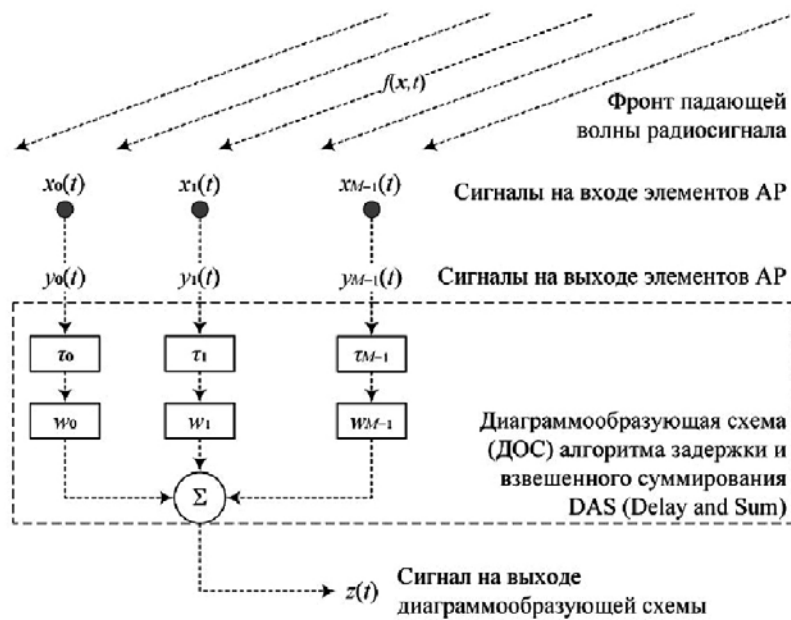 f(x,t)
Фронт падающей
волны радиосигнала
x₀(t) x₁(t) xM−1(t)
Сигналы на входе элементов АР
y₀(t) y₁(t) yM−1(t)
Сигналы на выходе элементов АР
τ₀ τ₁ τM−1
w₀ w₁ wM−1
Диаграммообразующая схема
(ДОС) алгоритма задержки и
взвешенного суммирования
DAS (Delay and Sum)
Σ
z(t)
Сигнал на выходе
диаграммообразующей схемы